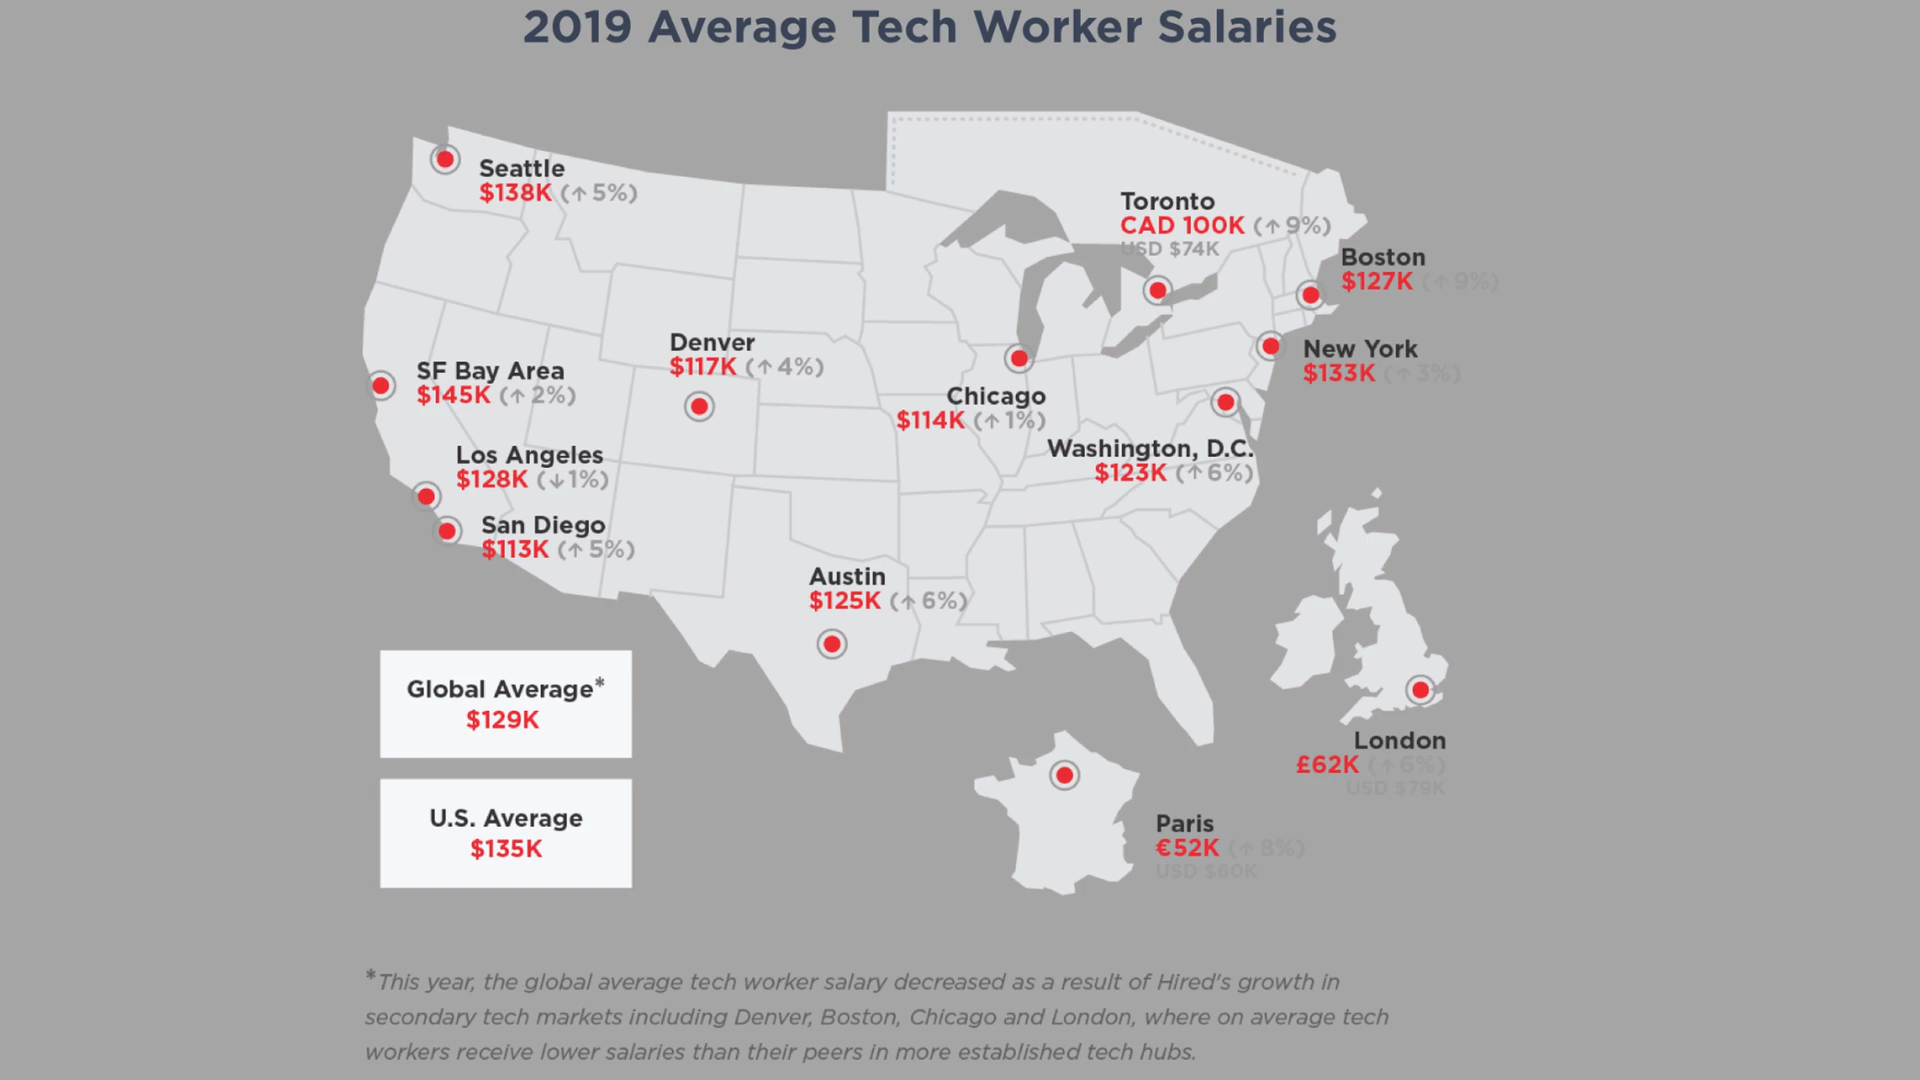 2019 Average Tech Worker Salaries
Seattle
$138K (↑ 5%)
Toronto
CAD 100K (↑ 9%)
USD $74K
Boston
$127K (↑ 9%)
Denver
$117K (↑ 4%)
New York
$133K (↑ 3%)
SF Bay Area
$145K (↑ 2%)
Chicago
$114K (↑ 1%)
Washington, D.C.
$123K (↑ 6%)
Los Angeles
$128K (↓ 1%)
San Diego
$113K (↑ 5%)
Austin
$125K (↑ 6%)
Global Average*
$129K
London
£62K (↑ 6%)
USD $79K
U.S. Average
$135K
Paris
€52K (↑ 8%)
USD $60K
*This year, the global average tech worker salary decreased as a result of Hired's growth in
secondary tech markets including Denver, Boston, Chicago and London, where on average tech
workers receive lower salaries than their peers in more established tech hubs.